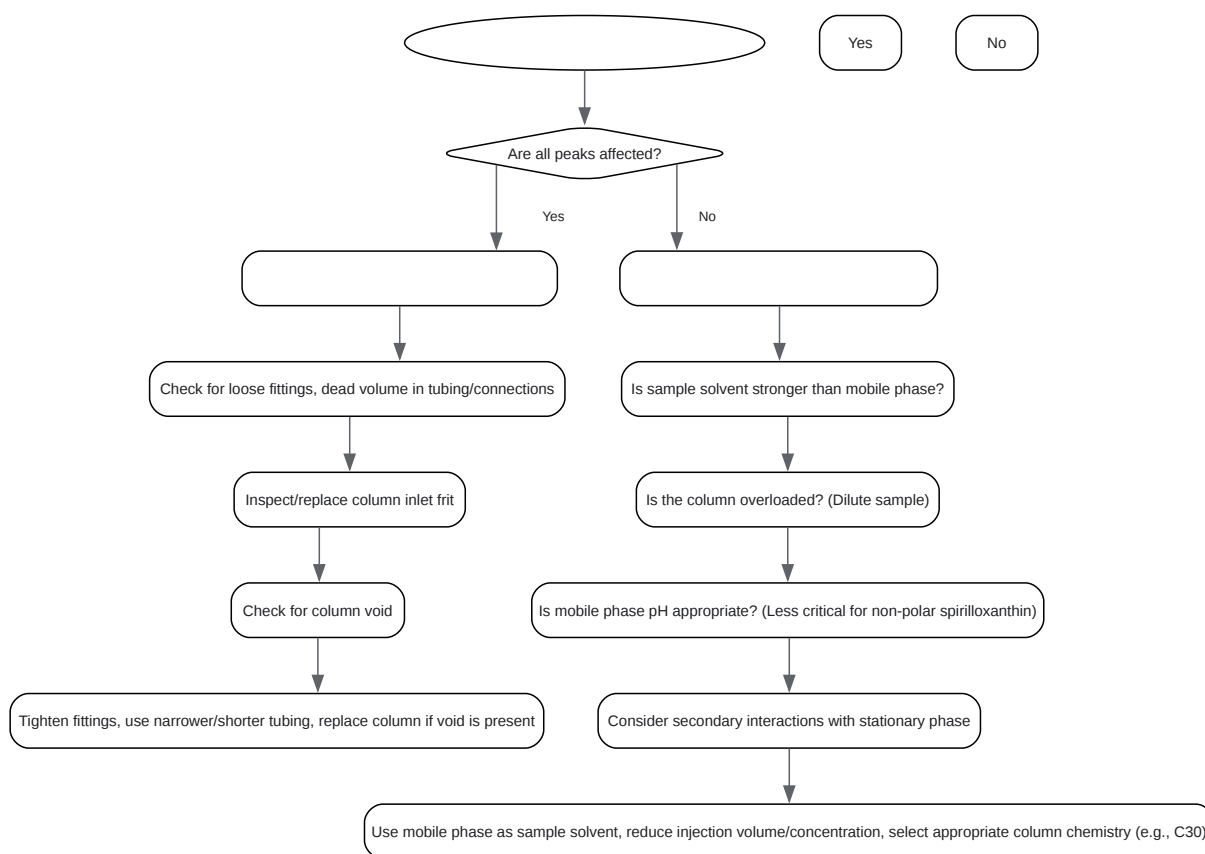 Yes
No
Are all peaks affected?
Yes
No
Check for loose fittings, dead volume in tubing/connections
Is sample solvent stronger than mobile phase?
Inspect/replace column inlet frit
Is the column overloaded? (Dilute sample)
Check for column void
Is mobile phase pH appropriate? (Less critical for non-polar spirilloxanthin)
Tighten fittings, use narrower/shorter tubing, replace column if void is present
Consider secondary interactions with stationary phase
Use mobile phase as sample solvent, reduce injection volume/concentration, select appropriate column chemistry (e.g., C30)